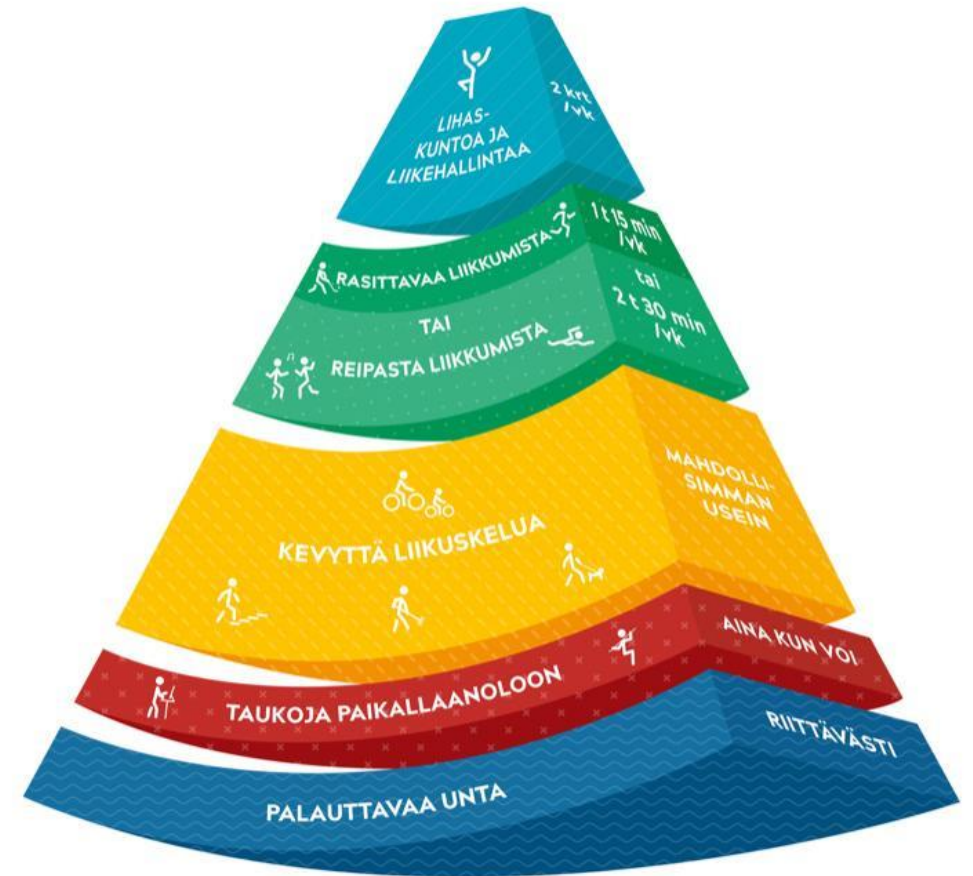 LIHAS-
KUNTOA JA
LIIKEHALLINTAA
2 krt
/vk
RASITTAVAA LIIKKUMISTA
1 t 15 min
/vk
TAI
tai
REIPASTA LIIKKUMISTA
2 t 30 min
/vk
KEVYTTÄ LIIKUSKELUA
MAHDOLLI-
SIMMAN
USEIN
TAUKOJA PAIKALLAANOLOON
AINA KUN VOI
PALAUTTAVAA UNTA
RIITTÄVÄSTI